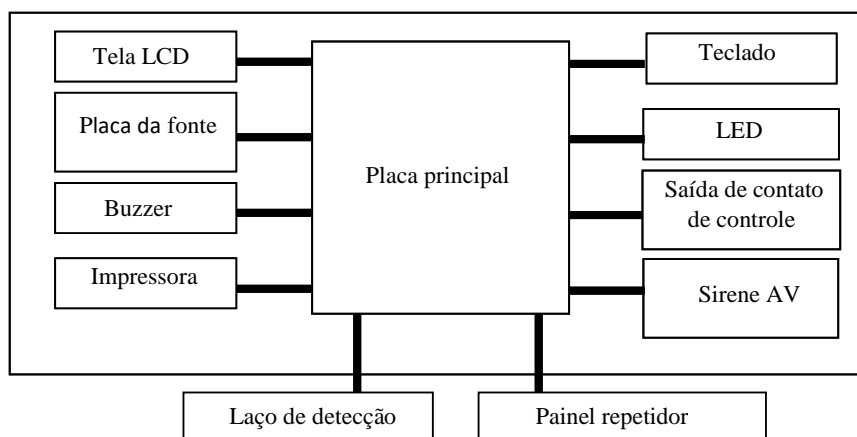 Tela LCD
Placa da fonte
Buzzer
Impressora
Placa principal
Teclado
LED
Saída de contato
de controle
Sirene AV
Laço de detecção
Painel repetidor